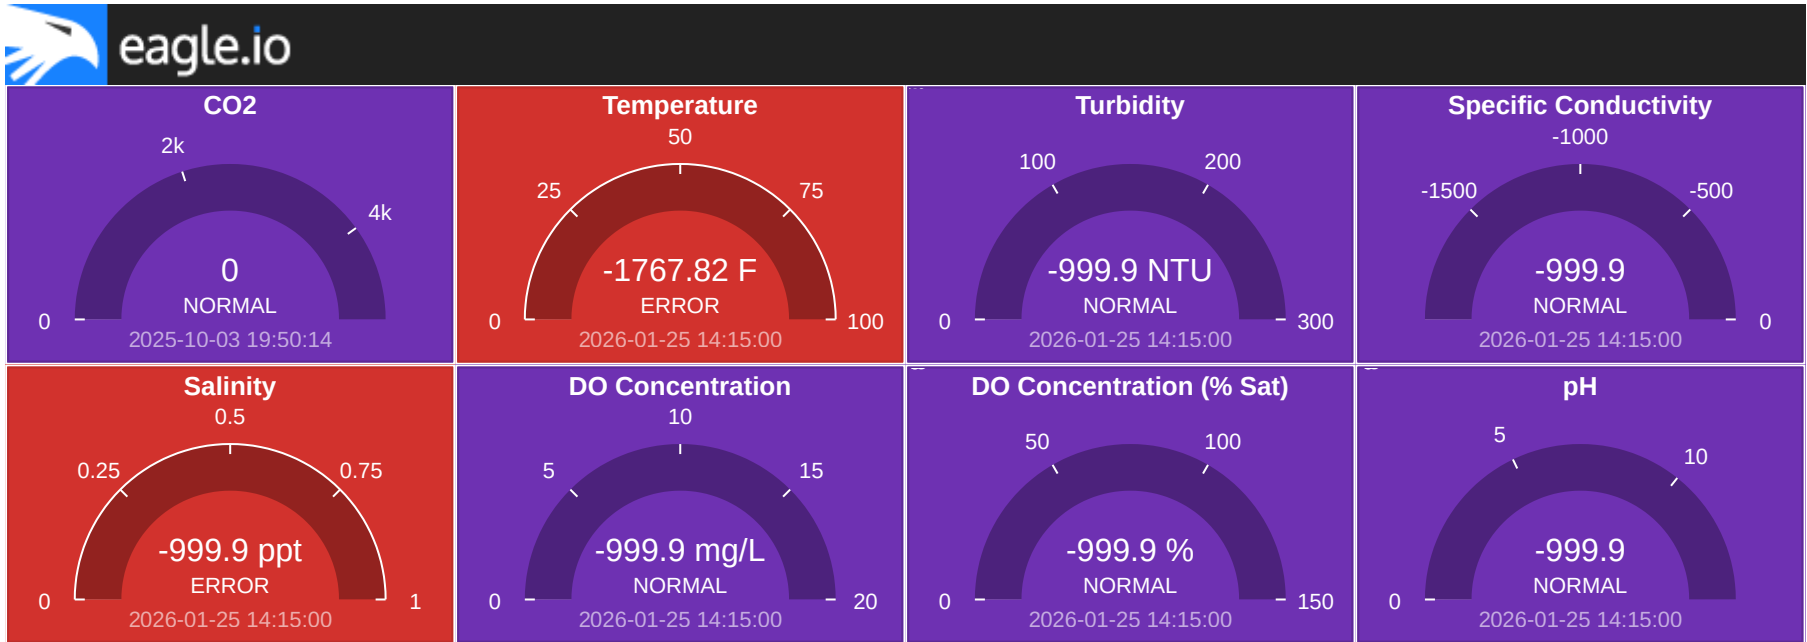 eagle.io
CO2
2k
4k
0
NORMAL
0
2025-10-03 19:50:14
Temperature
50
25
75
-1767.82 F
ERROR
0
100
2026-01-25 14:15:00
Turbidity
100
200
-999.9 NTU
NORMAL
0
300
2026-01-25 14:15:00
Specific Conductivity
-1000
-1500
-500
-999.9
NORMAL
0
2026-01-25 14:15:00
Salinity
0.5
0.25
0.75
-999.9 ppt
ERROR
0
1
2026-01-25 14:15:00
DO Concentration
10
5
15
-999.9 mg/L
NORMAL
0
20
2026-01-25 14:15:00
DO Concentration (% Sat)
50
100
-999.9 %
NORMAL
0
150
2026-01-25 14:15:00
pH
5
10
-999.9
NORMAL
0
2026-01-25 14:15:00